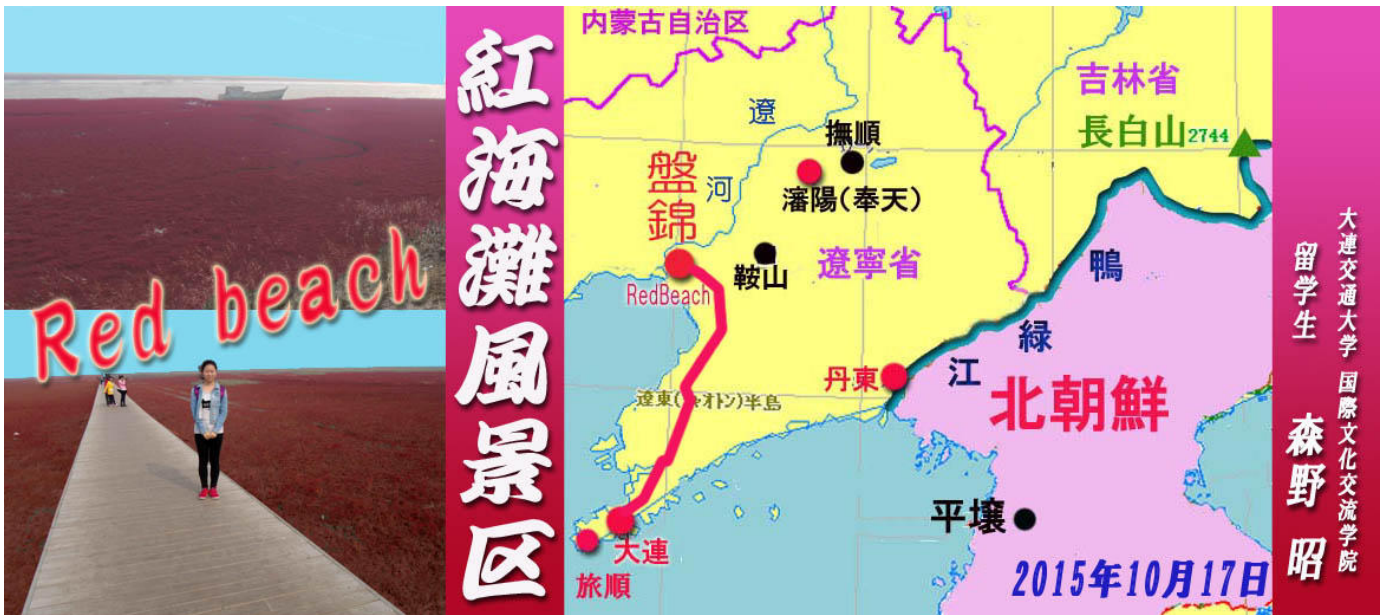 Red beach
紅海灘風景区
内蒙古自治区
吉林省
長白山2744
遼河
撫順
瀋陽(奉天)
盤錦
RedBeach
鞍山
遼寧省
鴨緑江
丹東
北朝鮮
平壌
大連
旅順
2015年10月17日
大連交通大学 国際文化交流学院
留学生 森野 昭